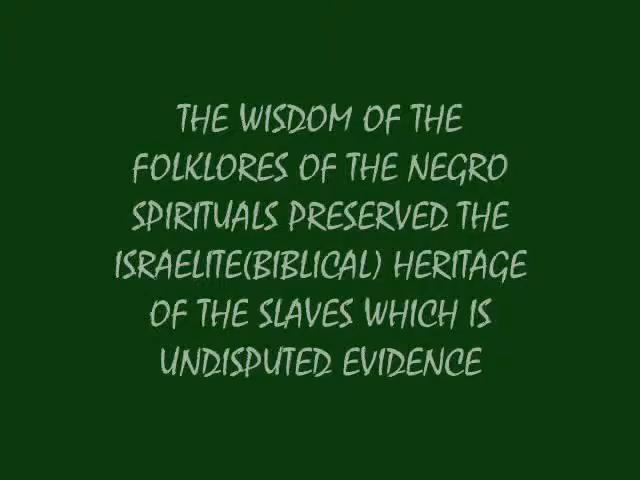 THE WISDOM OF THE
FOLKLORES OF THE NEGRO
SPIRITUALS PRESERVED THE
ISRAELITE(BIBLICAL) HERITAGE
OF THE SLAVES WHICH IS
UNDISPUTED EVIDENCE